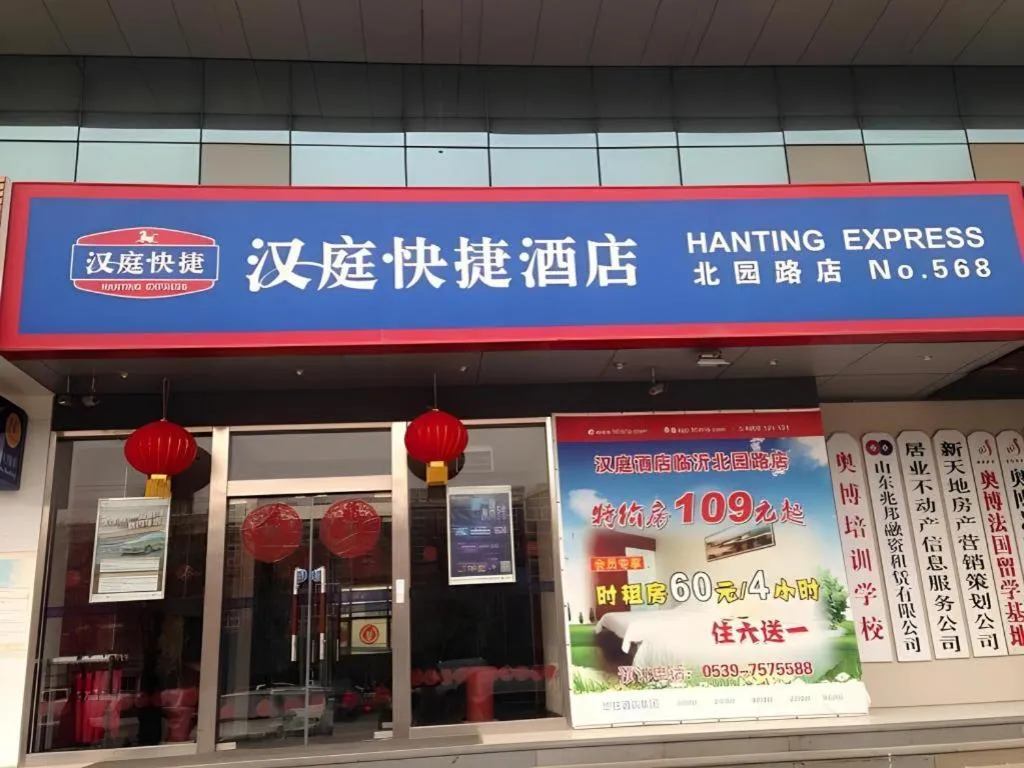 汉庭快捷
HANTING EXPRESS
汉庭快捷酒店
HANTING EXPRESS
北园路店 No.568
汉庭酒店临沂北园路店
特价房109元起
会员专享
时租房60元/4小时
住六送一
0539-7575588
奥博培训学校
山东兆邦融资租赁有限公司
居业不动产信息服务公司
新天地房产营销策划公司
奥博法国留学基地
奥博